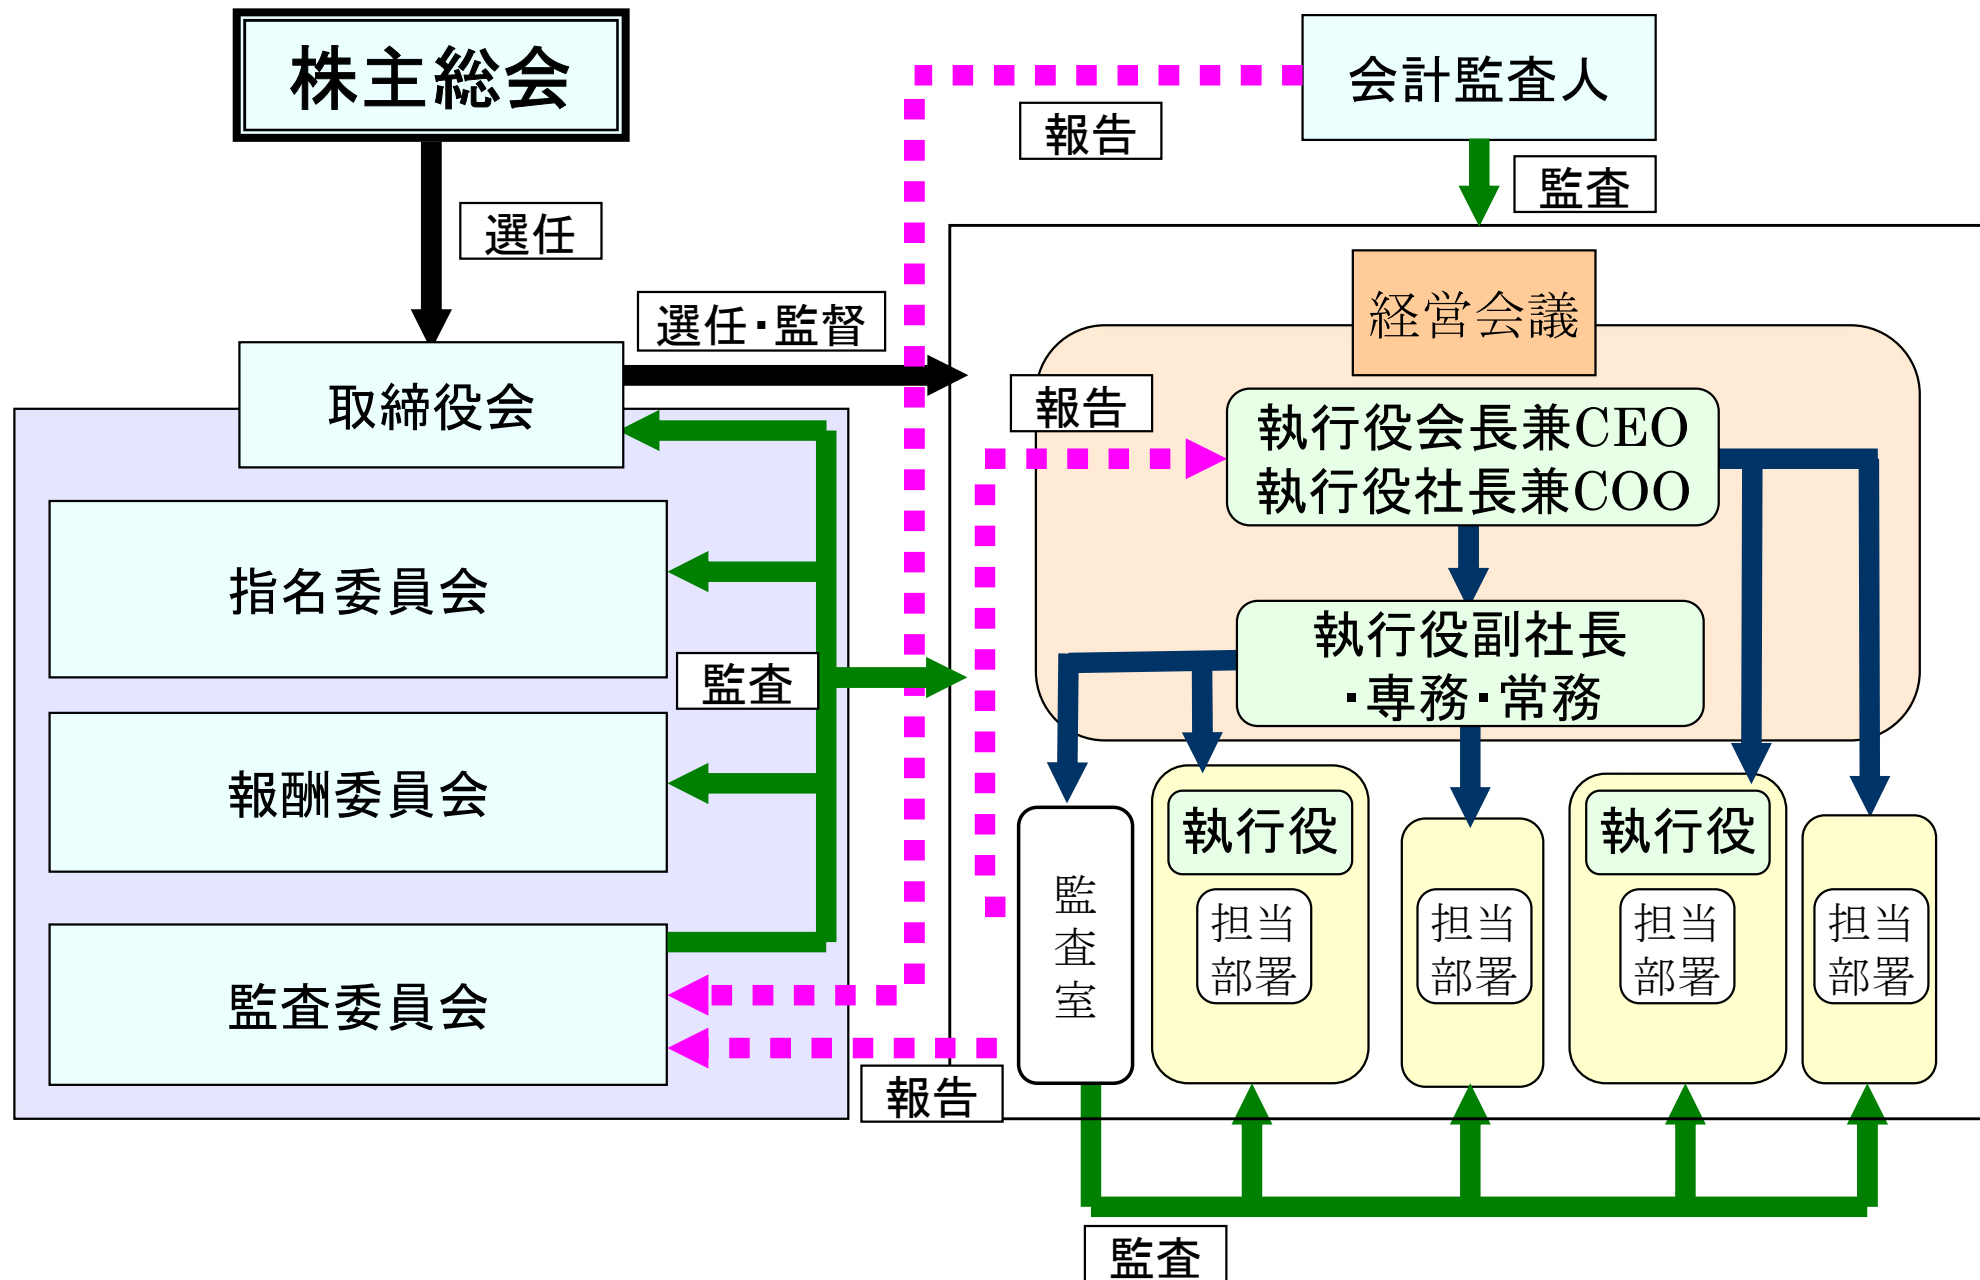 株主総会
会計監査人
報告
監査
選任
選任・監督
経営会議
取締役会
報告
執行役会長兼CEO
執行役社長兼COO
指名委員会
執行役副社長
・専務・常務
監査
報酬委員会
執行役
執行役
監査室
担当
部署
担当
部署
担当
部署
担当
部署
監査委員会
報告
監査